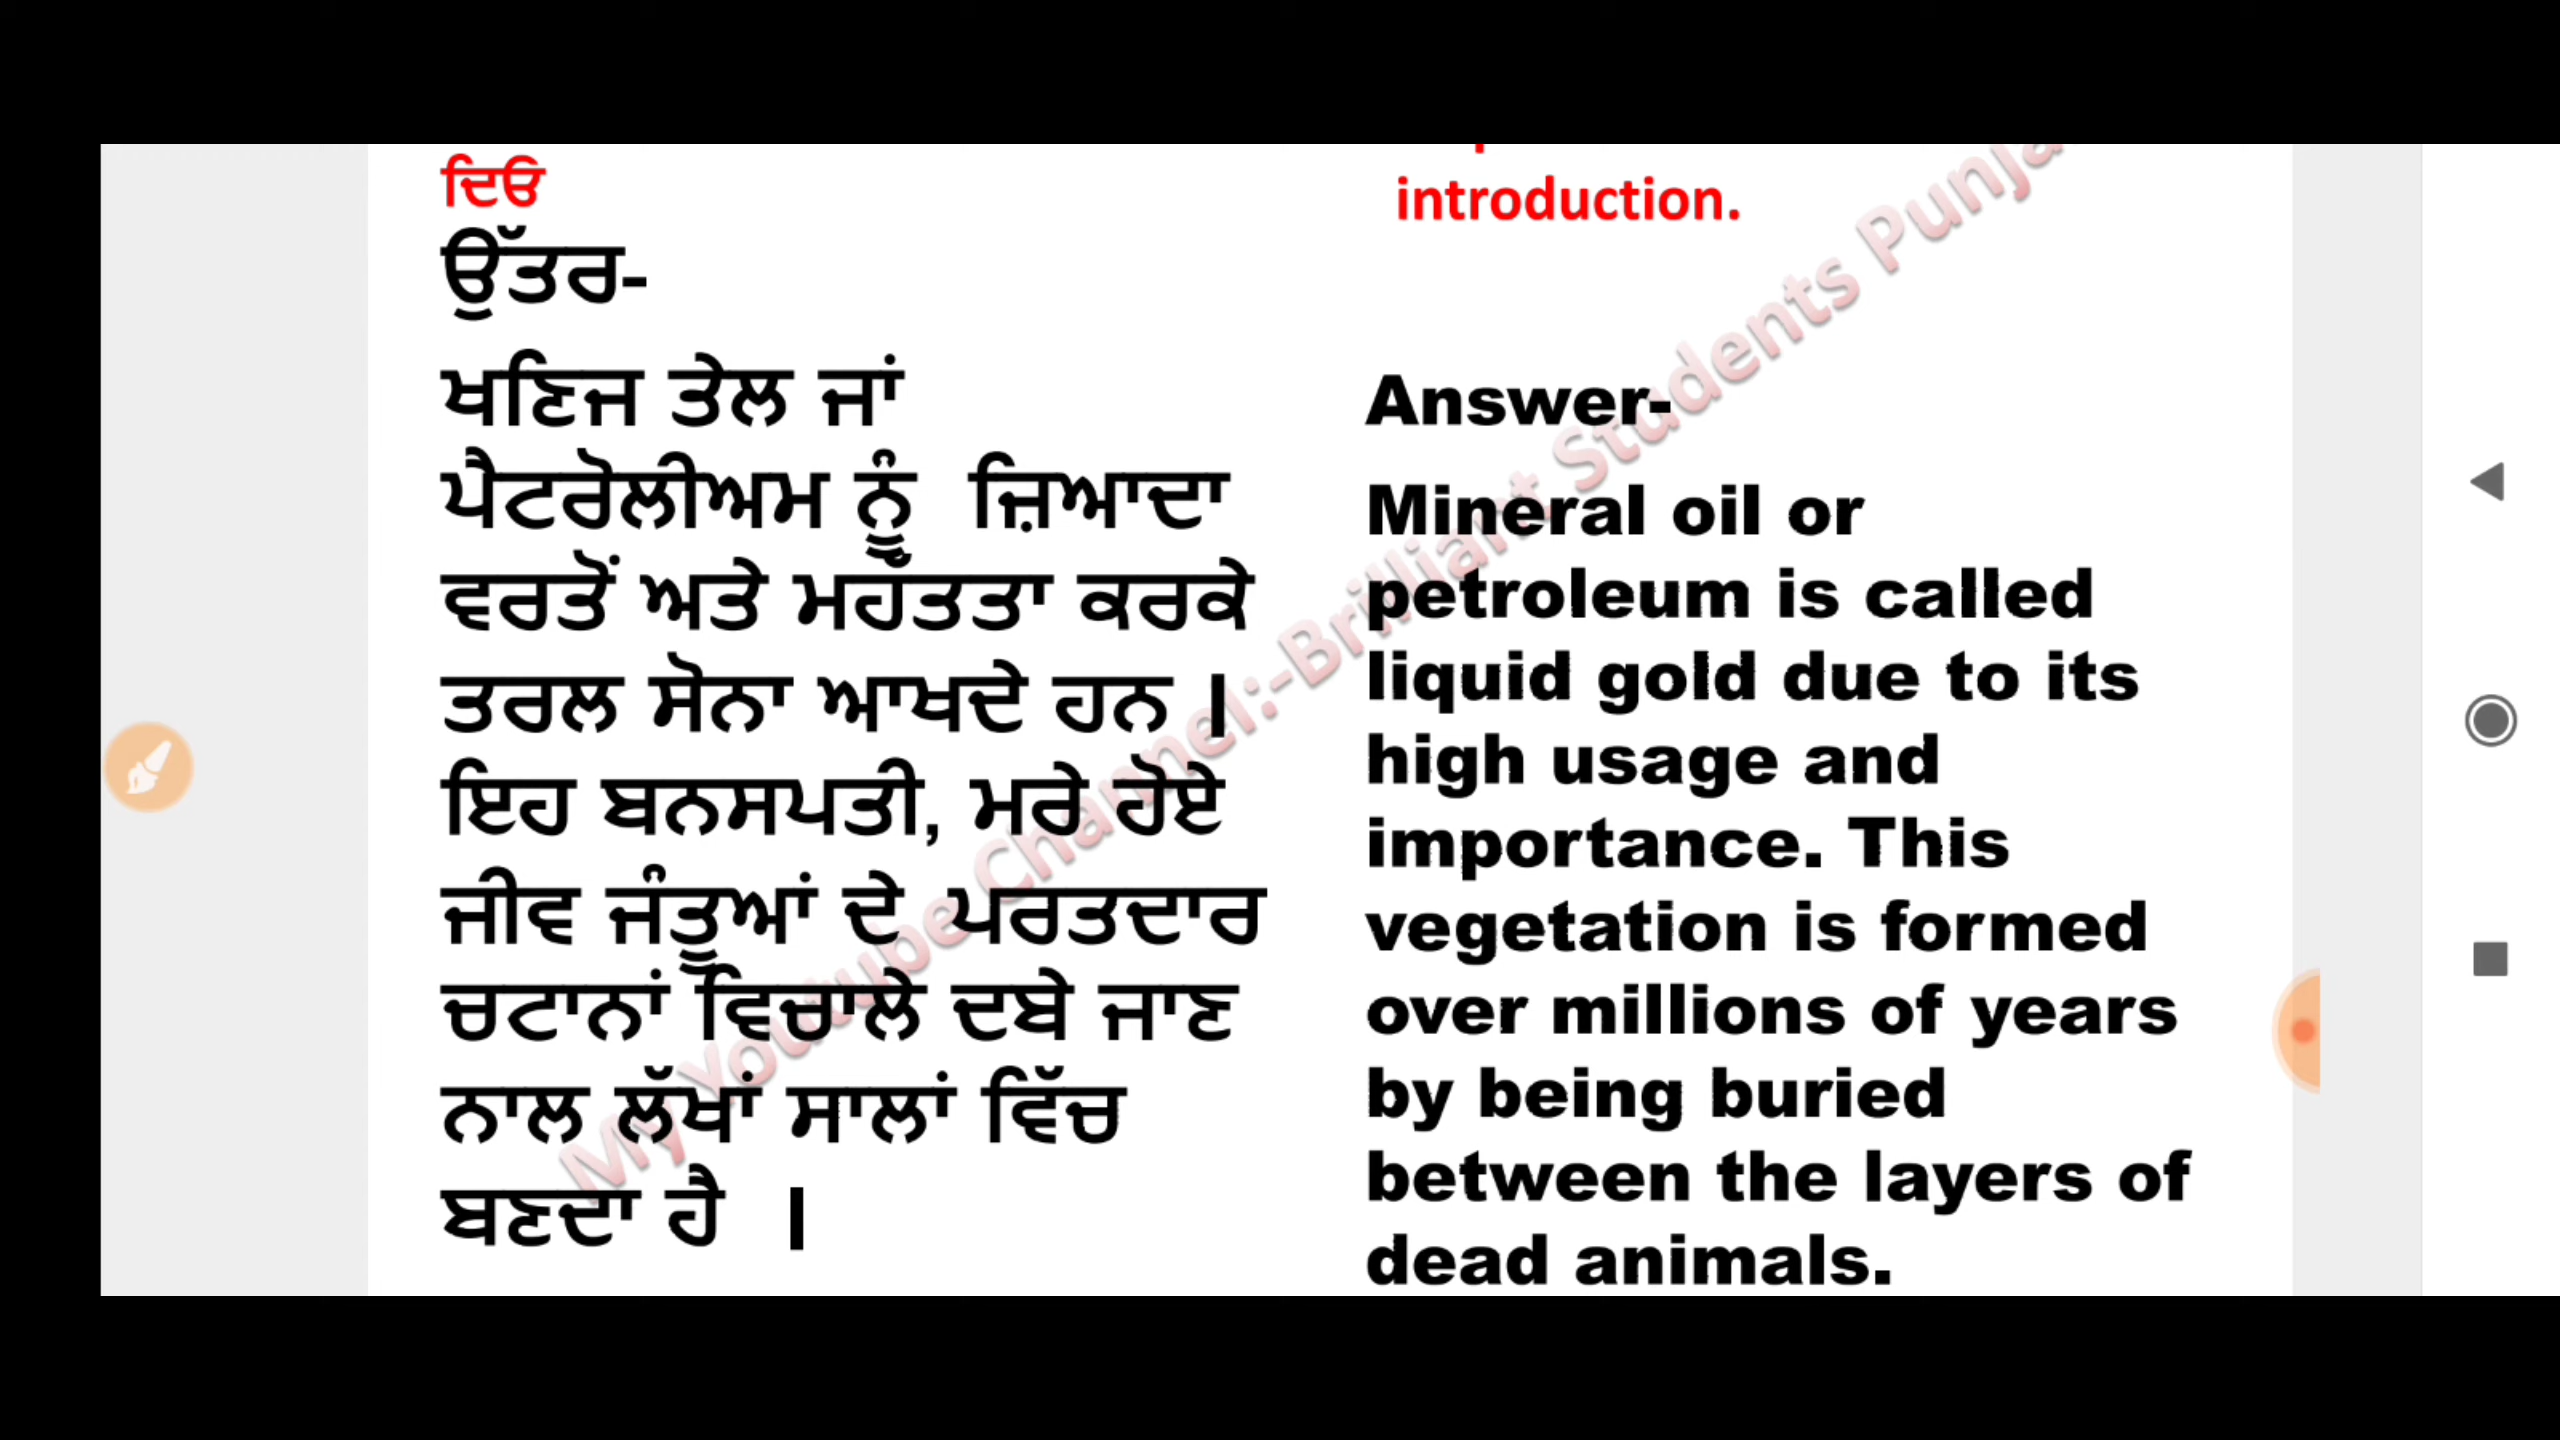 ਦਿਓ
ਉੱਤਰ-
ਖਣਿਜ ਤੇਲ ਜਾਂ
ਪੈਟਰੋਲੀਅਮ ਨੂੰ ਜ਼ਿਆਦਾ
ਵਰਤੋਂ ਅਤੇ ਮਹੱਤਤਾ ਕਰਕੇ
ਤਰਲ ਸੋਨਾ ਆਖਦੇ ਹਨ |
ਇਹ ਬਨਸਪਤੀ, ਮਰੇ ਹੋਏ
ਜੀਵ ਜੰਤੂਆਂ ਦੇ ਪਰਤਦਾਰ
ਚਟਾਨਾਂ ਵਿਚਾਲੇ ਦਬੇ ਜਾਣ
ਨਾਲ ਲੱਖਾਂ ਸਾਲਾਂ ਵਿੱਚ
ਬਣਦਾ ਹੈ |
introduction.
Answer-
Mineral oil or
petroleum is called
liquid gold due to its
high usage and
importance. This
vegetation is formed
over millions of years
by being buried
between the layers of
dead animals.
My Youtube Channel:-Brilliant Students